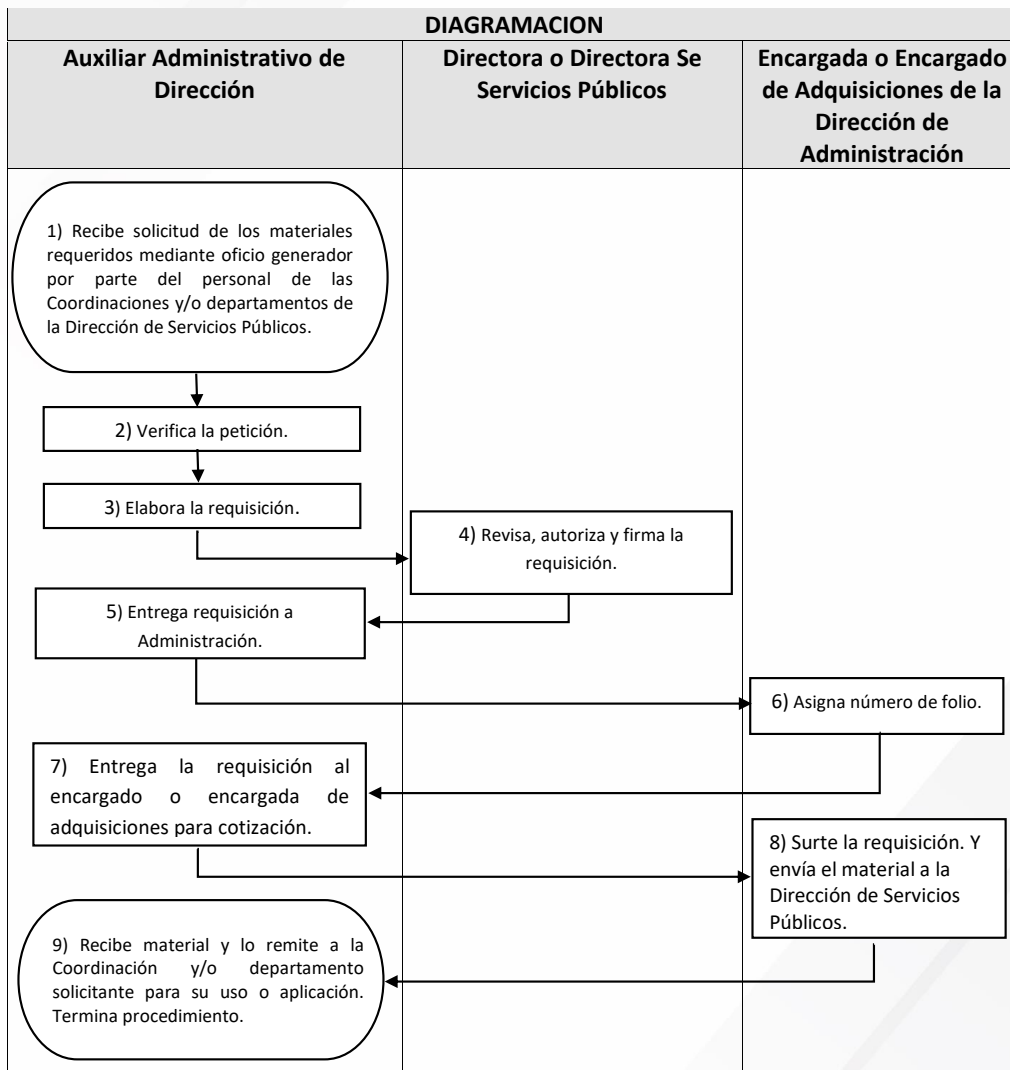 DIAGRAMACION
Auxiliar Administrativo de
Dirección
Directora o Directora Se
Servicios Públicos
Encargada o Encargado
de Adquisiciones de la
Dirección de
Administración
1) Recibe solicitud de los materiales
requeridos mediante oficio generador
por parte del personal de las
Coordinaciones y/o departamentos de
la Dirección de Servicios Públicos.
2) Verifica la petición.
3) Elabora la requisición.
4) Revisa, autoriza y firma la
requisición.
5) Entrega requisición a
Administración.
6) Asigna número de folio.
7) Entrega la requisición al
encargado o encargada de
adquisiciones para cotización.
8) Surte la requisición. Y
envía el material a la
Dirección de Servicios
Públicos.
9) Recibe material y lo remite a la
Coordinación y/o departamento
solicitante para su uso o aplicación.
Termina procedimiento.